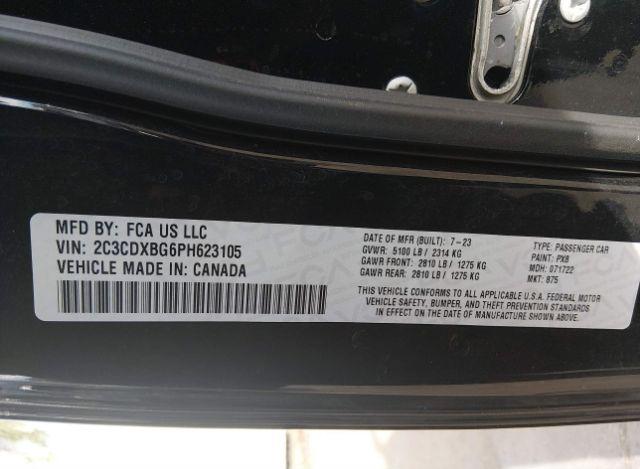 MFD BY: FCA US LLC
VIN: 2C3CDXBG6PH623105
VEHICLE MADE IN: CANADA
DATE OF MFR (BUILT): 7-23
GVWR: 5100 LB / 2314 KG
GAWR FRONT: 2810 LB / 1275 KG
GAWR REAR: 2810 LB / 1275 KG
TYPE: PASSENGER CAR
PAINT: PX8
MDH: 071722
MKT: 875
THIS VEHICLE CONFORMS TO ALL APPLICABLE U.S.A. FEDERAL MOTOR
VEHICLE SAFETY, BUMPER, AND THEFT PREVENTION STANDARDS
IN EFFECT ON THE DATE OF MANUFACTURE SHOWN ABOVE.